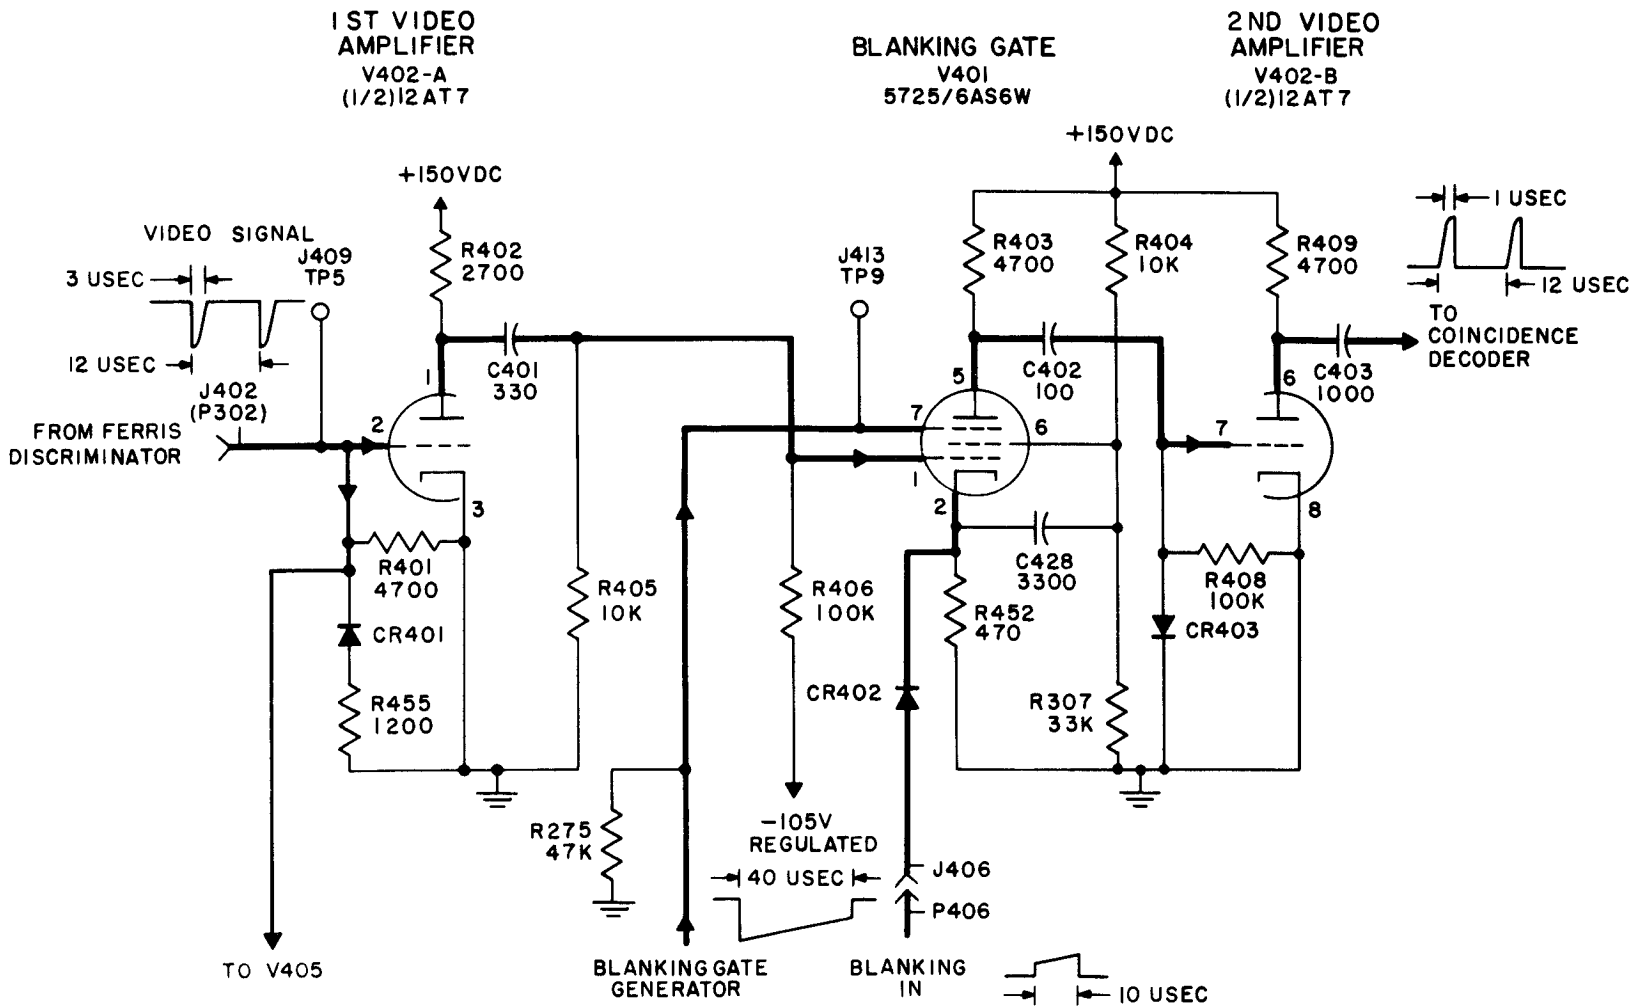 1ST VIDEO
AMPLIFIER
V402-A
(1/2)12AT7
BLANKING GATE
V401
5725/6AS6W
2ND VIDEO
AMPLIFIER
V402-B
(1/2)12AT7
+150VDC
+150VDC
VIDEO SIGNAL
3 USEC
12 USEC
J409
TP5
R402
2700
J413
TP9
R403
4700
R404
10K
R409
4700
1 USEC
12 USEC
TO
COINCIDENCE
DECODER
J402
(P302)
FROM FERRIS
DISCRIMINATOR
1
2
3
C401
330
5
7
6
1
2
C402
100
6
7
8
C403
1000
R401
4700
CR401
R455
1200
R405
10K
R406
100K
C428
3300
R452
470
R408
100K
CR403
CR402
R307
33K
R275
47K
-105V
REGULATED
40 USEC
J406
P406
TO V405
BLANKING GATE
GENERATOR
BLANKING
IN
10 USEC